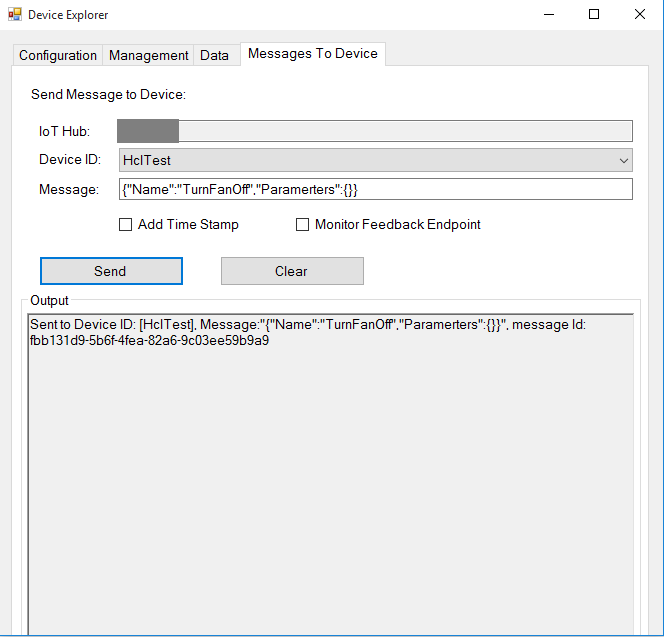 Device Explorer
Configuration Management Data Messages To Device
Send Message to Device:
IoT Hub:
Device ID: HclTest
Message: {"Name":"TurnFanOff","Paramerters":{}}
Add Time Stamp Monitor Feedback Endpoint
Send Clear
Output
Sent to Device ID: [HclTest], Message:"{"Name":"TurnFanOff","Paramerters":{}}", message Id:
fbb131d9-5b6f-4fea-82a6-9c03ee59b9a9